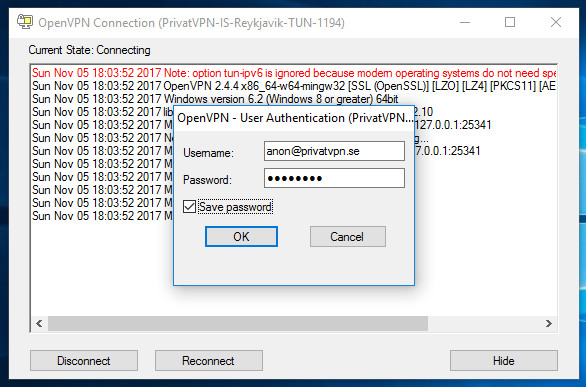 OpenVPN Connection (PrivatVPN-IS-Reykjavik-TUN-1194)
Current State: Connecting
Sun Nov 05 18:03:52 2017 Note: option tun-ipv6 is ignored because modern operating systems do not need spe
Sun Nov 05 18:03:52 2017 OpenVPN 2.4.4 x86_64-w64-mingw32 [SSL (OpenSSL)] [LZO] [LZ4] [PKCS11] [AE
Sun Nov 05 18:03:52 2017 Windows version 6.2 (Windows 8 or greater) 64bit
Sun Nov 05 18:03:52 2017 lib 2.10
Sun Nov 05 18:03:52 2017 M 127.0.0.1:25341
Sun Nov 05 18:03:52 2017 N
Sun Nov 05 18:03:52 2017 M 7.0.0.1:25341
Sun Nov 05 18:03:52 2017 M
Sun Nov 05 18:03:52 2017 M
Sun Nov 05 18:03:52 2017 M
Sun Nov 05 18:03:52 2017 M
Sun Nov 05 18:03:52 2017 M
OpenVPN - User Authentication (PrivatVPN...
Username:
anon@privatvpn.se
Password:
Save password
OK
Cancel
Disconnect
Reconnect
Hide